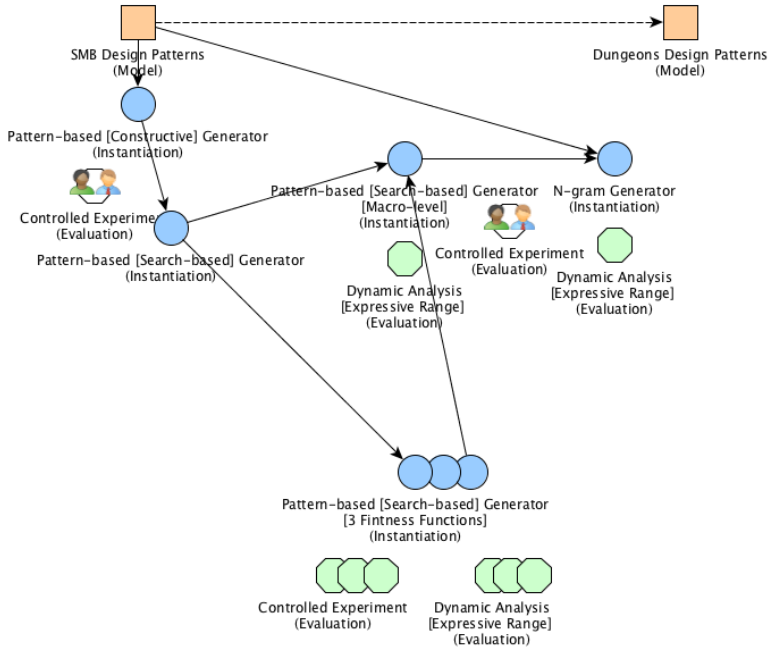 SMB Design Patterns
(Model)
Dungeons Design Patterns
(Model)
Pattern-based [Constructive] Generator
(Instantiation)
Controlled Experiment
(Evaluation)
Pattern-based [Search-based] Generator
(Instantiation)
Pattern-based [Search-based] Generator
[Macro-level]
(Instantiation)
N-gram Generator
(Instantiation)
Controlled Experiment
(Evaluation)
Dynamic Analysis
[Expressive Range]
(Evaluation)
Dynamic Analysis
[Expressive Range]
(Evaluation)
Pattern-based [Search-based] Generator
[3 Fintness Functions]
(Instantiation)
Controlled Experiment
(Evaluation)
Dynamic Analysis
[Expressive Range]
(Evaluation)